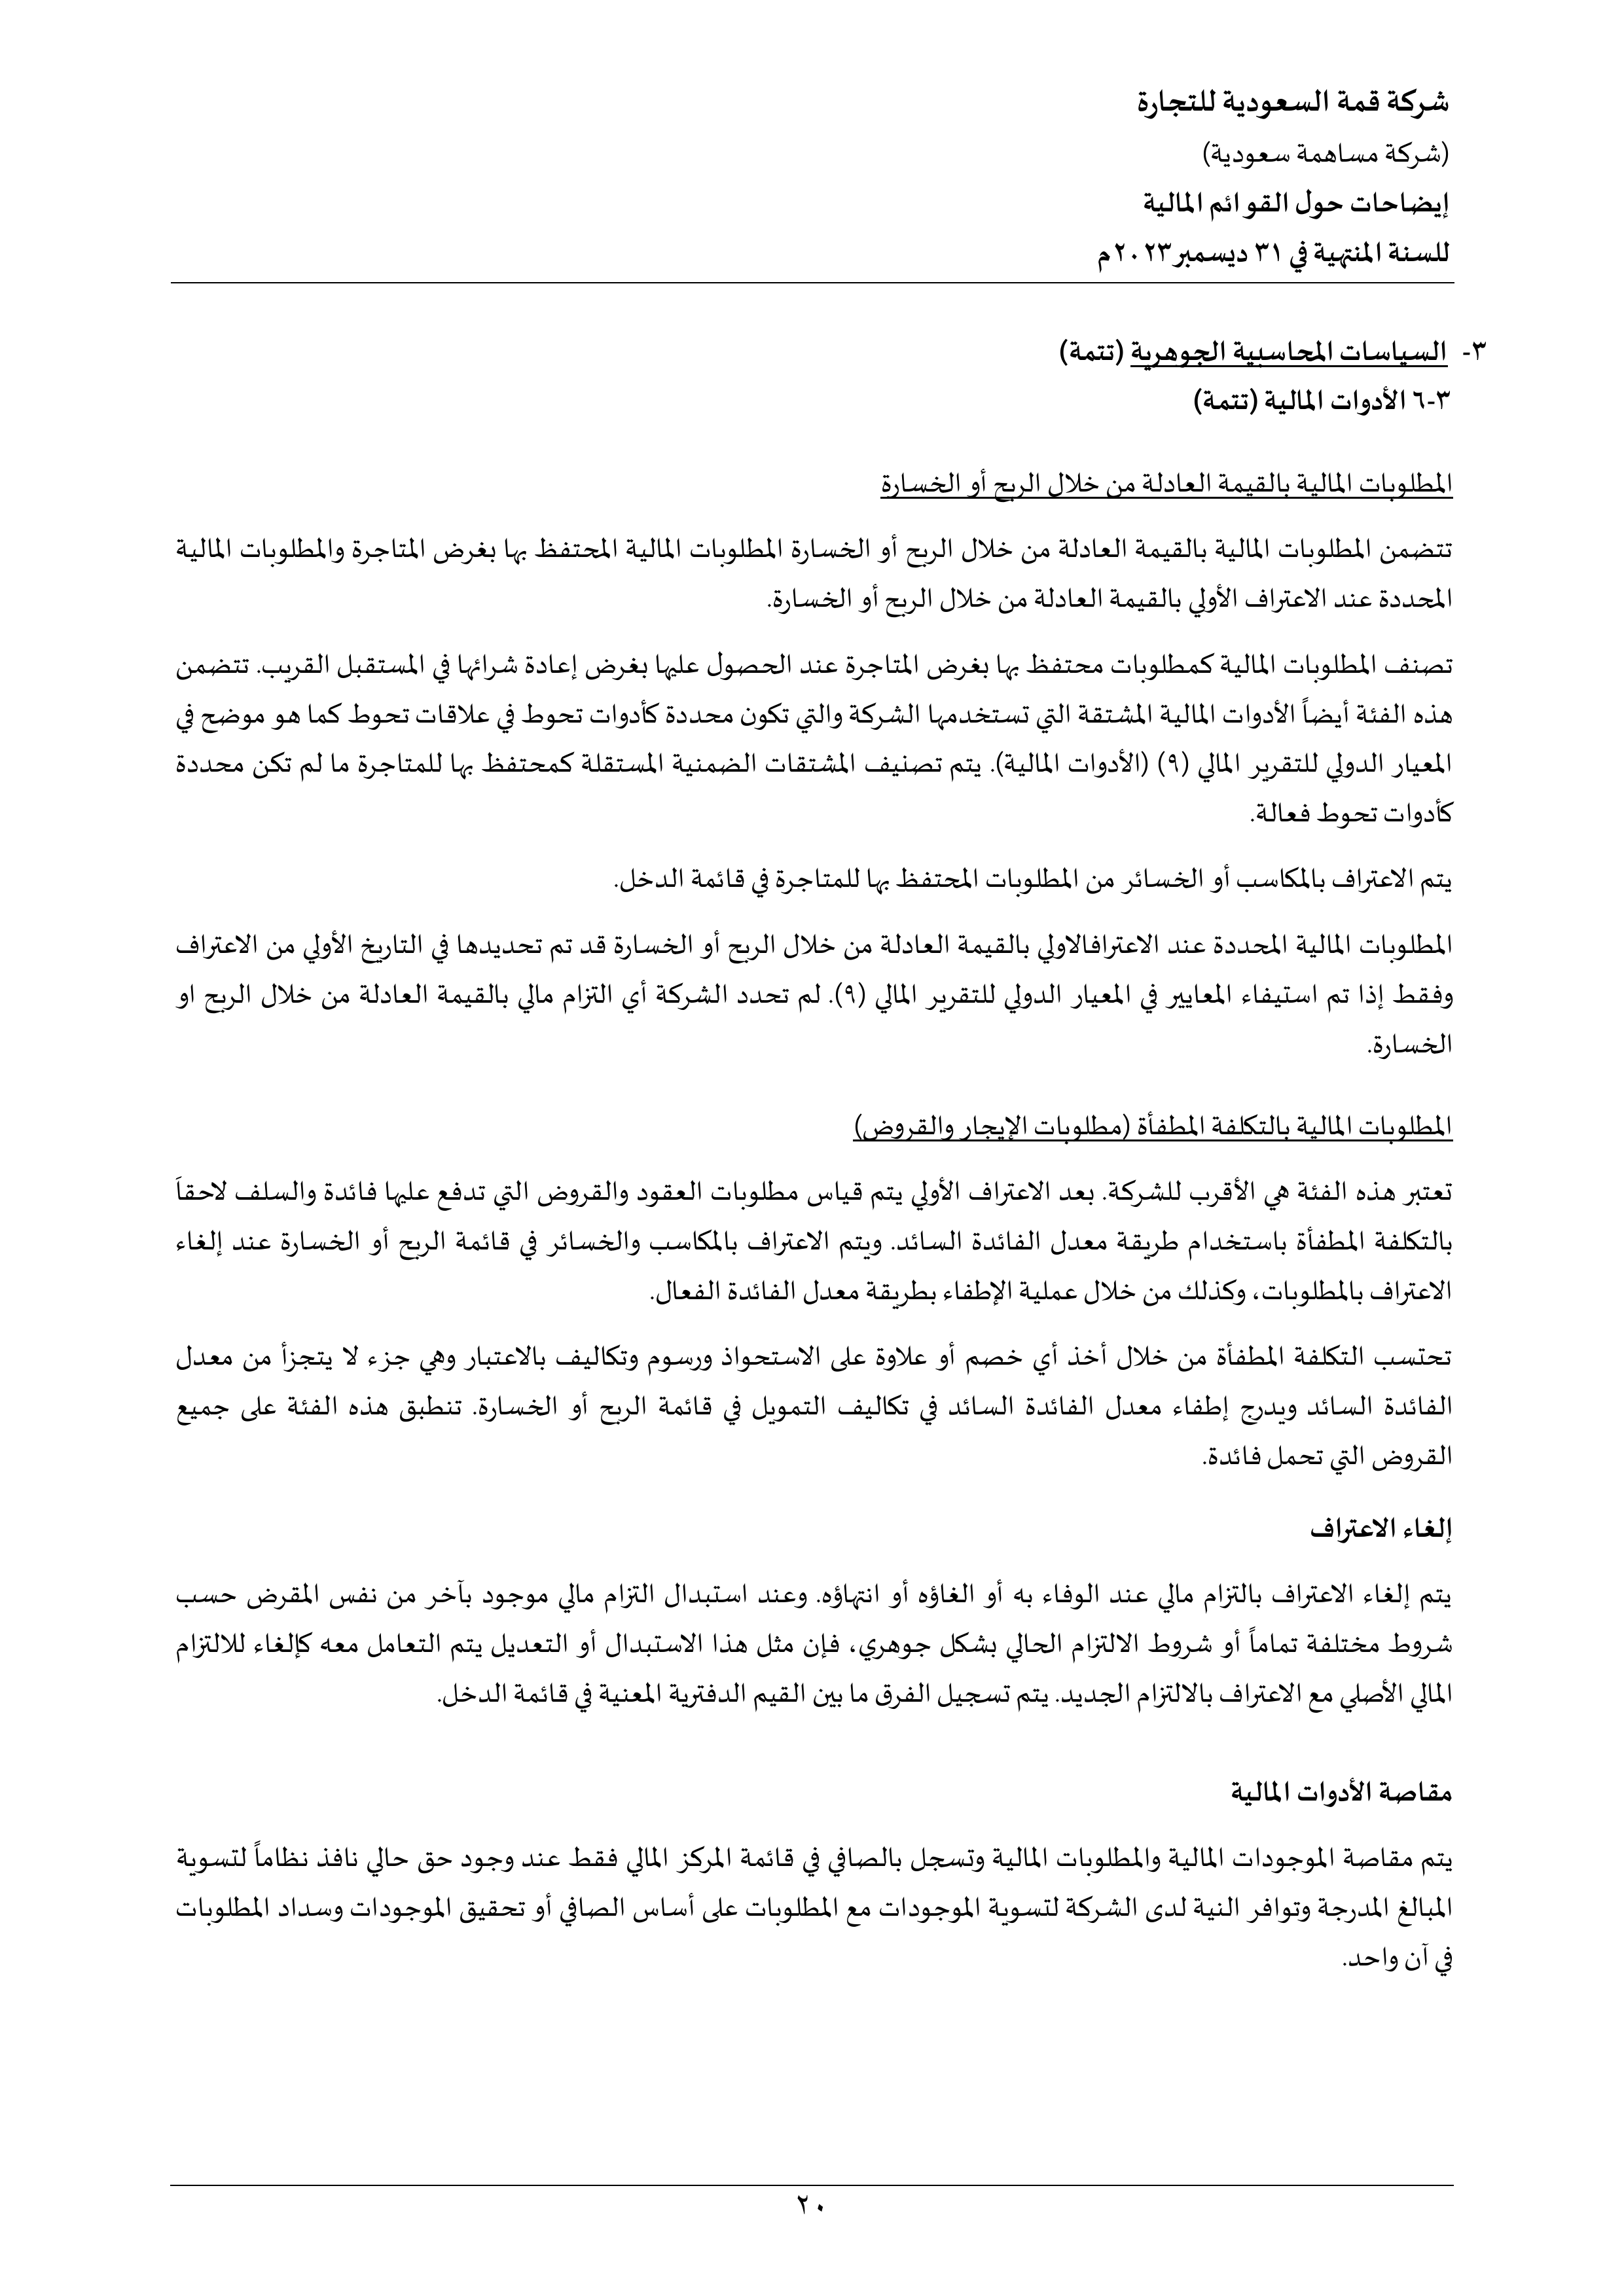 شركة قمة السعودية للتجارة
(شركة مساهمة سعودية)
إيضاحات حول القوائم المالية
للسنة المنتهية في ٣١ ديسمبر ٢٠٢٣م
٣- السياسات المحاسبية الجوهرية (تتمة)
٣-٦ الأدوات المالية (تتمة)
المطلوبات المالية بالقيمة العادلة من خلال الربح أو الخسارة
تتضمن المطلوبات المالية بالقيمة العادلة من خلال الربح أو الخسارة المطلوبات المالية المحتفظ بها بغرض المتاجرة والمطلوبات المالية
المحددة عند الاعتراف الأولي بالقيمة العادلة من خلال الربح أو الخسارة.
تصنف المطلوبات المالية كمطلوبات محتفظ بها بغرض المتاجرة عند الحصول عليها بغرض إعادة شرائها في المستقبل القريب. تتضمن
هذه الفئة أيضاً الأدوات المالية المشتقة التي تستخدمها الشركة والتي تكون محددة كأدوات تحوط في علاقات تحوط كما هو موضح في
المعيار الدولي للتقرير المالي (٩) (الأدوات المالية). يتم تصنيف المشتقات الضمنية المستقلة كمحتفظ بها للمتاجرة ما لم تكن محددة
كأدوات تحوط فعالة.
يتم الاعتراف بالمكاسب أو الخسائر من المطلوبات المحتفظ بها للمتاجرة في قائمة الدخل.
المطلوبات المالية المحددة عند الاعترافالاولي بالقيمة العادلة من خلال الربح أو الخسارة قد تم تحديدها في التاريخ الأولي من الاعتراف
وفقط إذا تم استيفاء المعايير في المعيار الدولي للتقرير المالي (٩). لم تحدد الشركة أي التزام مالي بالقيمة العادلة من خلال الربح او
الخسارة.
المطلوبات المالية بالتكلفة المطفأة (مطلوبات الإيجار والقروض)
تعتبر هذه الفئة هي الأقرب للشركة. بعد الاعتراف الأولي يتم قياس مطلوبات العقود والقروض التي تدفع عليها فائدة والسلف لاحقاَ
بالتكلفة المطفأة باستخدام طريقة معدل الفائدة السائد. ويتم الاعتراف بالمكاسب والخسائر في قائمة الربح أو الخسارة عند إلغاء
الاعتراف بالمطلوبات، وكذلك من خلال عملية الإطفاء بطريقة معدل الفائدة الفعال.
تحتسب التكلفة المطفأة من خلال أخذ أي خصم أو علاوة على الاستحواذ ورسوم وتكاليف بالاعتبار وهي جزء لا يتجزأ من معدل
الفائدة السائد ويدرج إطفاء معدل الفائدة السائد في تكاليف التمويل في قائمة الربح أو الخسارة. تنطبق هذه الفئة على جميع
القروض التي تحمل فائدة.
إلغاء الاعتراف
يتم إلغاء الاعتراف بالتزام مالي عند الوفاء به أو الغاؤه أو انتهاؤه. وعند استبدال التزام مالي موجود بآخر من نفس المقرض حسب
شروط مختلفة تماماً أو شروط الالتزام الحالي بشكل جوهري، فإن مثل هذا الاستبدال أو التعديل يتم التعامل معه كإلغاء للالتزام
المالي الأصلي مع الاعتراف بالالتزام الجديد. يتم تسجيل الفرق ما بين القيم الدفترية المعنية في قائمة الدخل.
مقاصة الأدوات المالية
يتم مقاصة الموجودات المالية والمطلوبات المالية وتسجل بالصافي في قائمة المركز المالي فقط عند وجود حق حالي نافذ نظاماً لتسوية
المبالغ المدرجة وتوافر النية لدى الشركة لتسوية الموجودات مع المطلوبات على أساس الصافي أو تحقيق الموجودات وسداد المطلوبات
في آن واحد.
٢٠